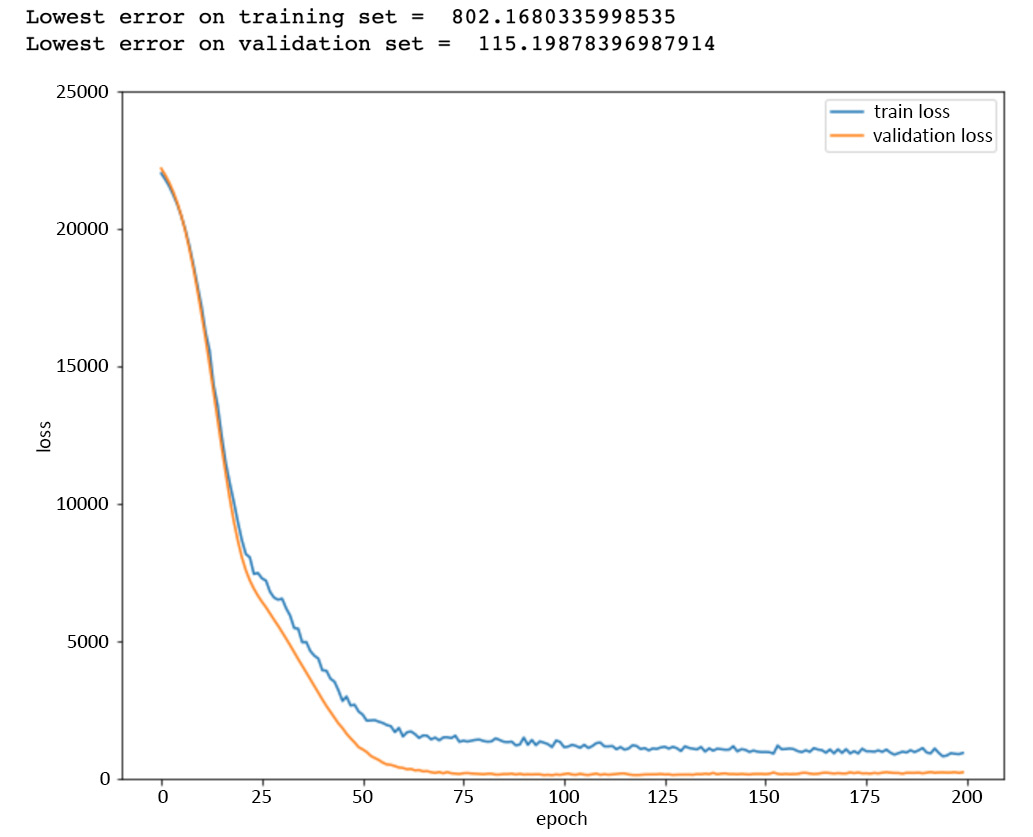 Lowest error on training set =  802.1680335998535
Lowest error on validation set =  115.19878396987914
25000
20000
15000
10000
5000
0
loss
train loss
validation loss
0 25 50 75 100 125 150 175 200
epoch